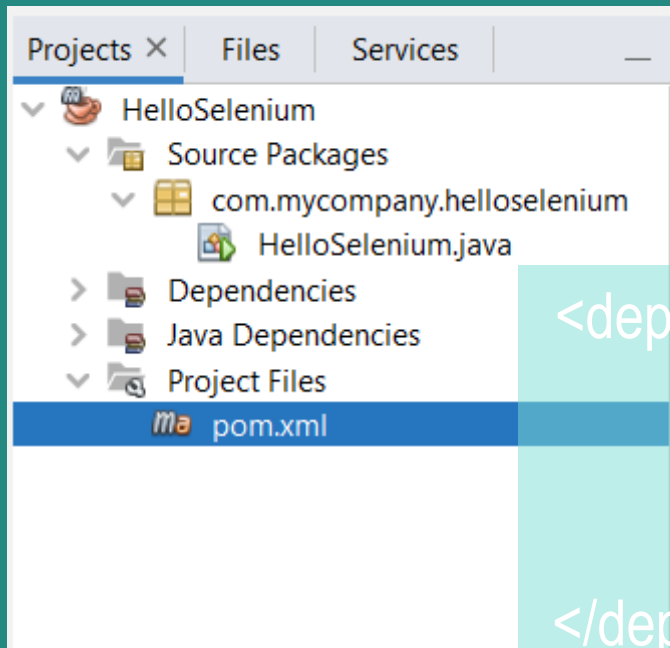 Projects Files Services
HelloSelenium
Source Packages
com.mycompany.helloselenium
HelloSelenium.java
Dependencies
<dep
Java Dependencies
Project Files
pom.xml
</dep